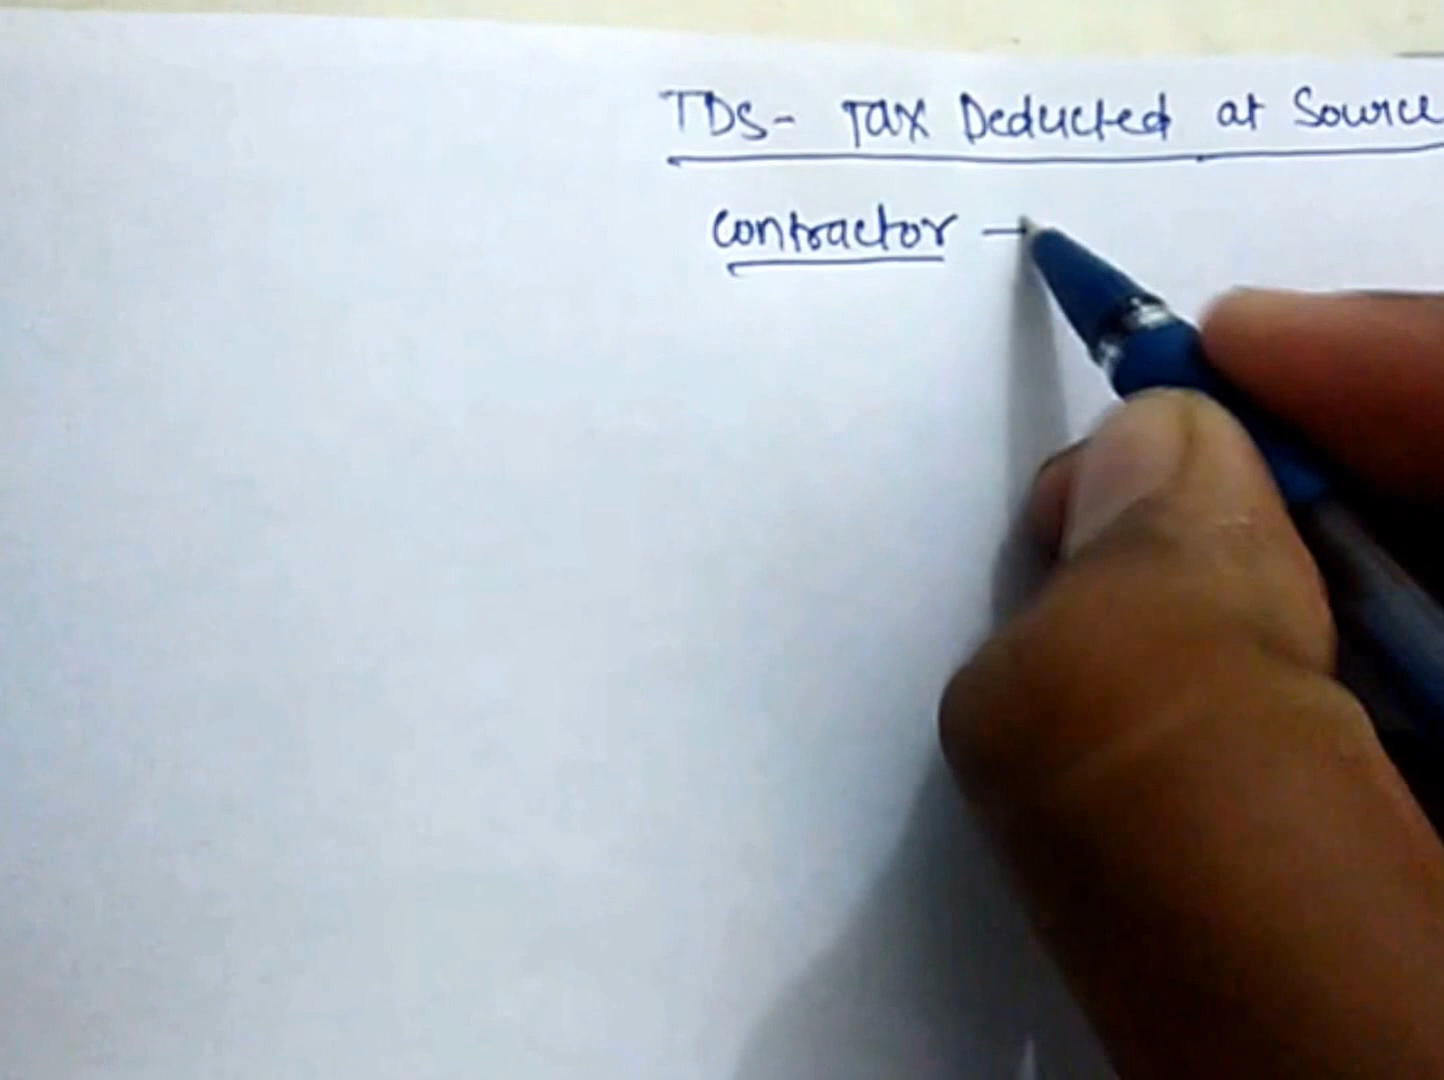 TDS - Tax Deducted at Source
Contractor →